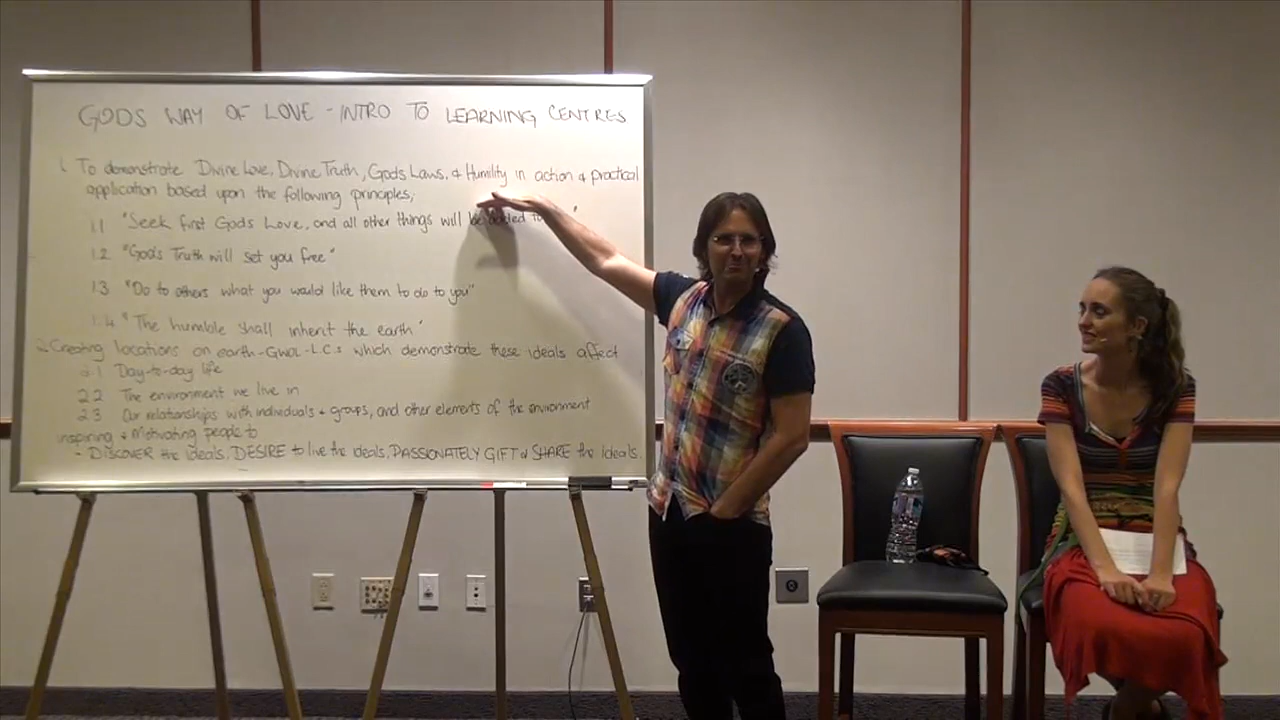 GODS WAY OF LOVE - INTRO TO LEARNING CENTRES
1. To demonstrate Divine Love, Divine Truth, Gods Laws, & Humility in action & practical
application based upon the following principles;
1.1 "Seek first Gods Love, and all other things will be added to "
1.2 "God's Truth will set you free"
1.3 "Do to others what you would like them to do to you"
1.4 "The humble shall inherit the earth"
2. Creating locations on earth - GWOL - L.C.s which demonstrate these ideals affect
2.1 Day-to-day life
2.2 The environment we live in
2.3 Our relationships with individuals + groups, and other elements of the environment
inspiring + Motivating people to
- DISCOVER the ideals, DESIRE to live the ideals, PASSIONATELY GIFT & SHARE the ideals.